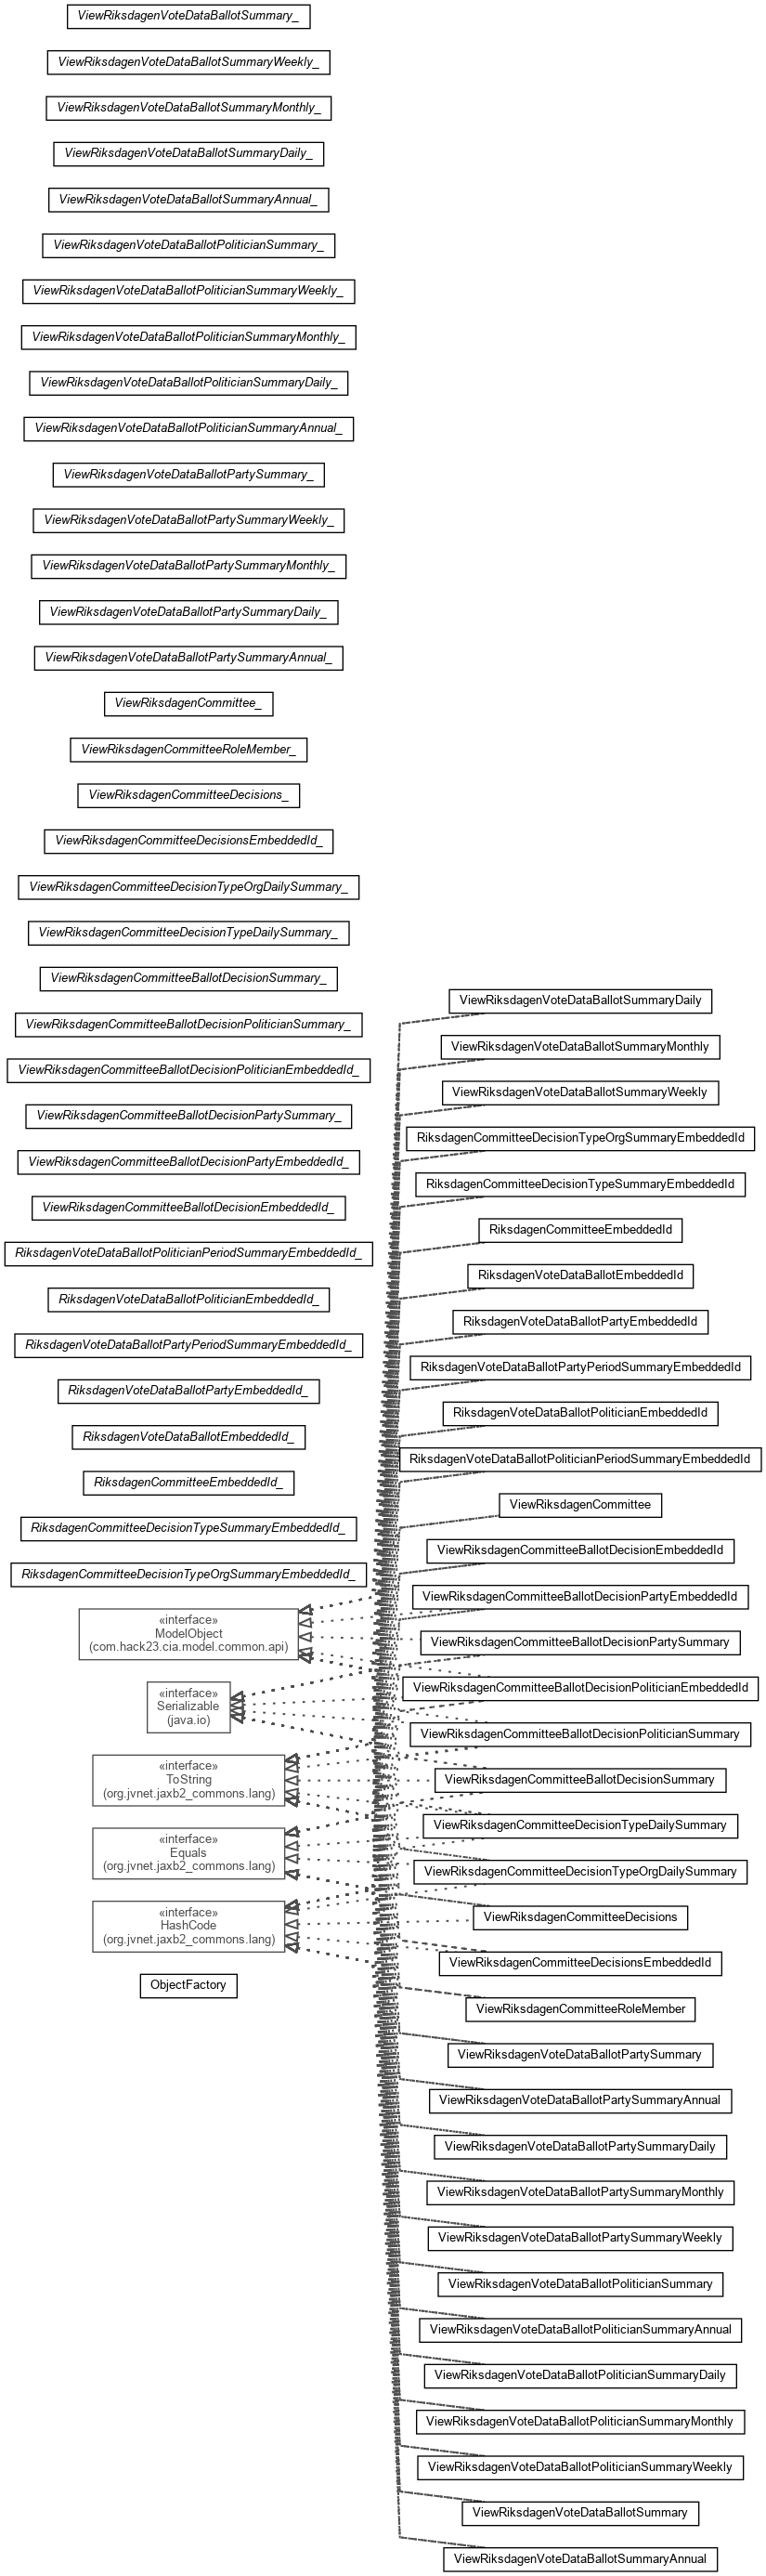 ViewRiksdagenVoteDataBallotSummary_
ViewRiksdagenVoteDataBallotSummaryWeekly_
ViewRiksdagenVoteDataBallotSummaryMonthly_
ViewRiksdagenVoteDataBallotSummaryDaily_
ViewRiksdagenVoteDataBallotSummaryAnnual_
ViewRiksdagenVoteDataBallotPoliticianSummary_
ViewRiksdagenVoteDataBallotPoliticianSummaryWeekly_
ViewRiksdagenVoteDataBallotPoliticianSummaryMonthly_
ViewRiksdagenVoteDataBallotPoliticianSummaryDaily_
ViewRiksdagenVoteDataBallotPoliticianSummaryAnnual_
ViewRiksdagenVoteDataBallotPartySummary_
ViewRiksdagenVoteDataBallotPartySummaryWeekly_
ViewRiksdagenVoteDataBallotPartySummaryMonthly_
ViewRiksdagenVoteDataBallotPartySummaryDaily_
ViewRiksdagenVoteDataBallotPartySummaryAnnual_
ViewRiksdagenCommittee_
ViewRiksdagenCommitteeRoleMember_
ViewRiksdagenCommitteeDecisions_
ViewRiksdagenCommitteeDecisionsEmbeddedId_
ViewRiksdagenCommitteeDecisionTypeOrgDailySummary_
ViewRiksdagenCommitteeDecisionTypeDailySummary_
ViewRiksdagenCommitteeBallotDecisionSummary_
ViewRiksdagenCommitteeBallotDecisionPoliticianSummary_
ViewRiksdagenCommitteeBallotDecisionPoliticianEmbeddedId_
ViewRiksdagenCommitteeBallotDecisionPartySummary_
ViewRiksdagenCommitteeBallotDecisionPartyEmbeddedId_
ViewRiksdagenCommitteeBallotDecisionEmbeddedId_
RiksdagenVoteDataBallotPoliticianPeriodSummaryEmbeddedId_
RiksdagenVoteDataBallotPoliticianEmbeddedId_
RiksdagenVoteDataBallotPartyPeriodSummaryEmbeddedId_
RiksdagenVoteDataBallotPartyEmbeddedId_
RiksdagenVoteDataBallotEmbeddedId_
RiksdagenCommitteeEmbeddedId_
RiksdagenCommitteeDecisionTypeSummaryEmbeddedId_
RiksdagenCommitteeDecisionTypeOrgSummaryEmbeddedId_
«interface»
ModelObject
(com.hack23.cia.model.common.api)
«interface»
Serializable
(java.io)
«interface»
ToString
(org.jvnet.jaxb2_commons.lang)
«interface»
Equals
(org.jvnet.jaxb2_commons.lang)
«interface»
HashCode
(org.jvnet.jaxb2_commons.lang)
ObjectFactory
ViewRiksdagenVoteDataBallotSummaryDaily
ViewRiksdagenVoteDataBallotSummaryMonthly
ViewRiksdagenVoteDataBallotSummaryWeekly
RiksdagenCommitteeDecisionTypeOrgSummaryEmbeddedId
RiksdagenCommitteeDecisionTypeSummaryEmbeddedId
RiksdagenCommitteeEmbeddedId
RiksdagenVoteDataBallotEmbeddedId
RiksdagenVoteDataBallotPartyEmbeddedId
RiksdagenVoteDataBallotPartyPeriodSummaryEmbeddedId
RiksdagenVoteDataBallotPoliticianEmbeddedId
RiksdagenVoteDataBallotPoliticianPeriodSummaryEmbeddedId
ViewRiksdagenCommittee
ViewRiksdagenCommitteeBallotDecisionEmbeddedId
ViewRiksdagenCommitteeBallotDecisionPartyEmbeddedId
ViewRiksdagenCommitteeBallotDecisionPartySummary
ViewRiksdagenCommitteeBallotDecisionPoliticianEmbeddedId
ViewRiksdagenCommitteeBallotDecisionPoliticianSummary
ViewRiksdagenCommitteeBallotDecisionSummary
ViewRiksdagenCommitteeDecisionTypeDailySummary
ViewRiksdagenCommitteeDecisionTypeOrgDailySummary
ViewRiksdagenCommitteeDecisions
ViewRiksdagenCommitteeDecisionsEmbeddedId
ViewRiksdagenCommitteeRoleMember
ViewRiksdagenVoteDataBallotPartySummary
ViewRiksdagenVoteDataBallotPartySummaryAnnual
ViewRiksdagenVoteDataBallotPartySummaryDaily
ViewRiksdagenVoteDataBallotPartySummaryMonthly
ViewRiksdagenVoteDataBallotPartySummaryWeekly
ViewRiksdagenVoteDataBallotPoliticianSummary
ViewRiksdagenVoteDataBallotPoliticianSummaryAnnual
ViewRiksdagenVoteDataBallotPoliticianSummaryDaily
ViewRiksdagenVoteDataBallotPoliticianSummaryMonthly
ViewRiksdagenVoteDataBallotPoliticianSummaryWeekly
ViewRiksdagenVoteDataBallotSummary
ViewRiksdagenVoteDataBallotSummaryAnnual